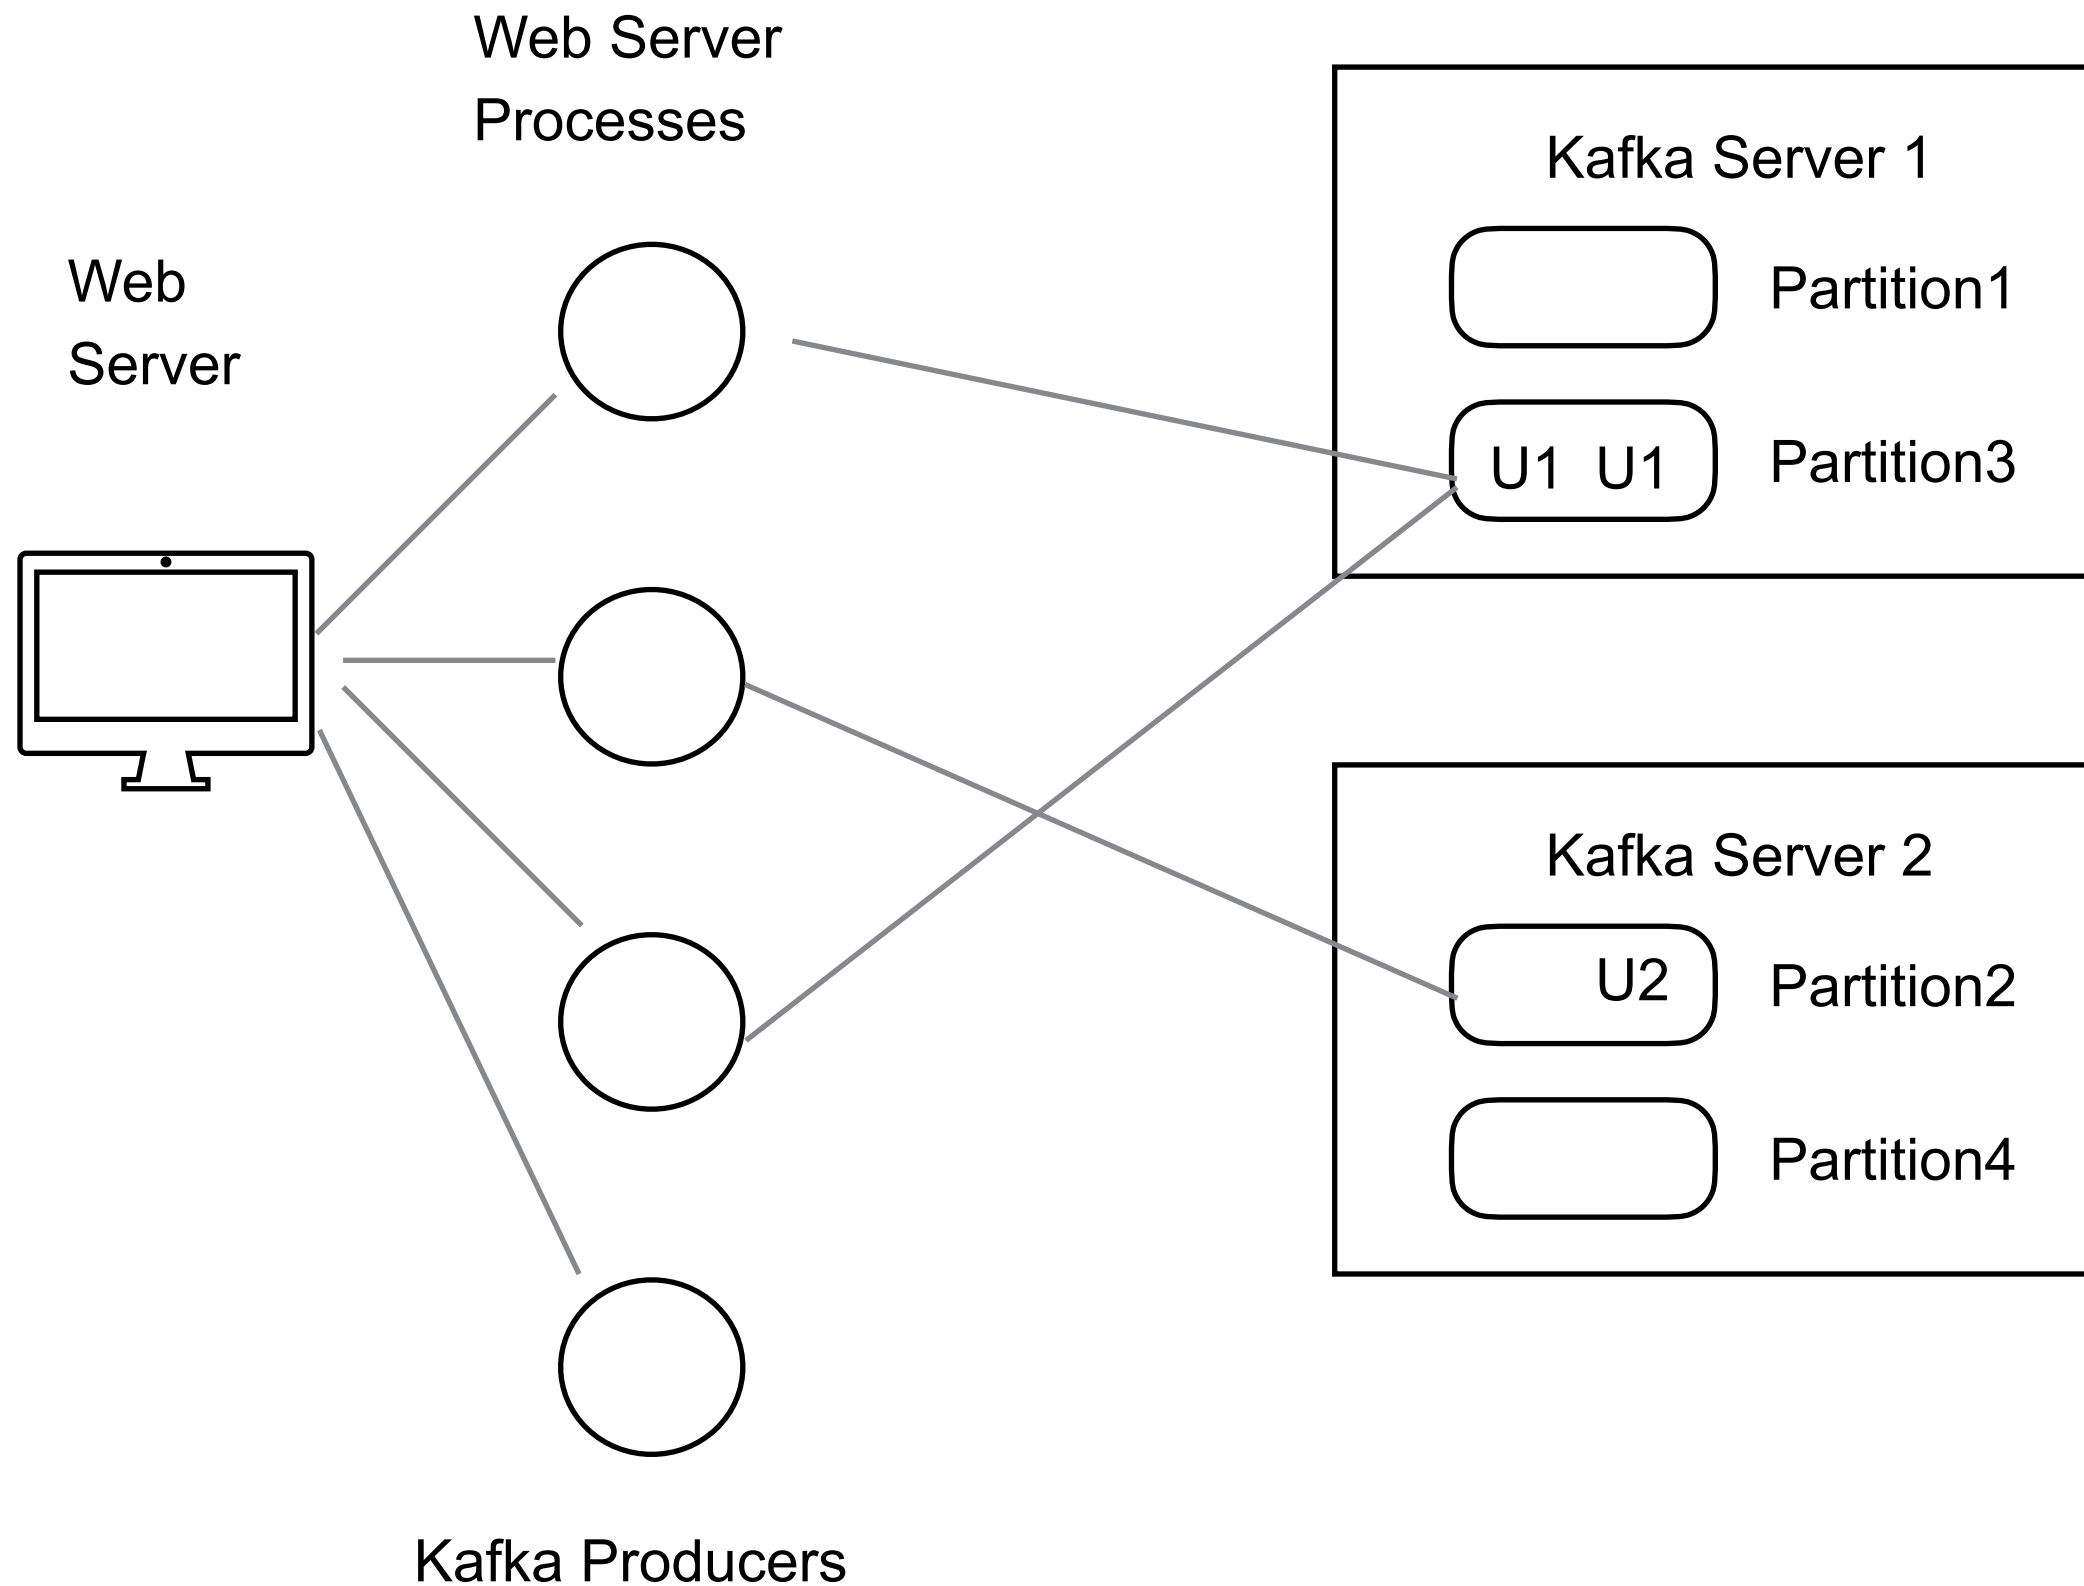 Web Server
Processes
Web
Server
Kafka Server 1
Partition1
U1 U1 Partition3
Kafka Server 2
U2 Partition2
Partition4
Kafka Producers